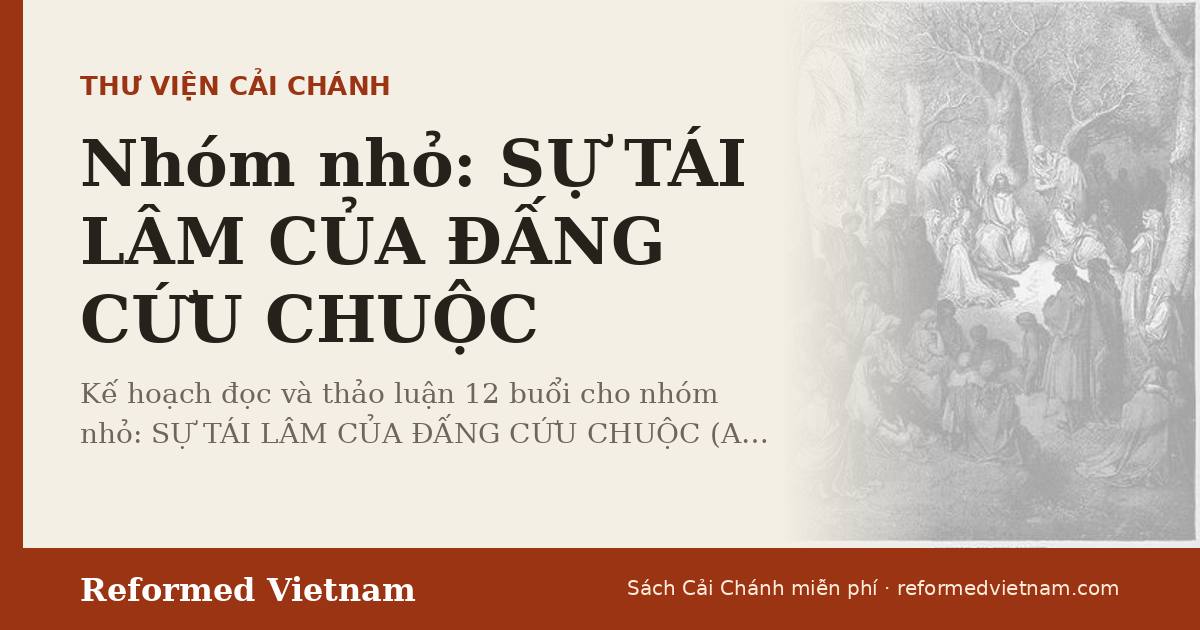 THƯ VIỆN CẢI CHÁNH
Nhóm nhỏ: SỰ TÁI
LÂM CỦA ĐẤNG
CỨU CHUỘC
Kế hoạch đọc và thảo luận 12 buổi cho nhóm
nhỏ: SỰ TÁI LÂM CỦA ĐẤNG CỨU CHUỘC (A…
Reformed Vietnam
Sách Cải Chánh miễn phí · reformedvietnam.com